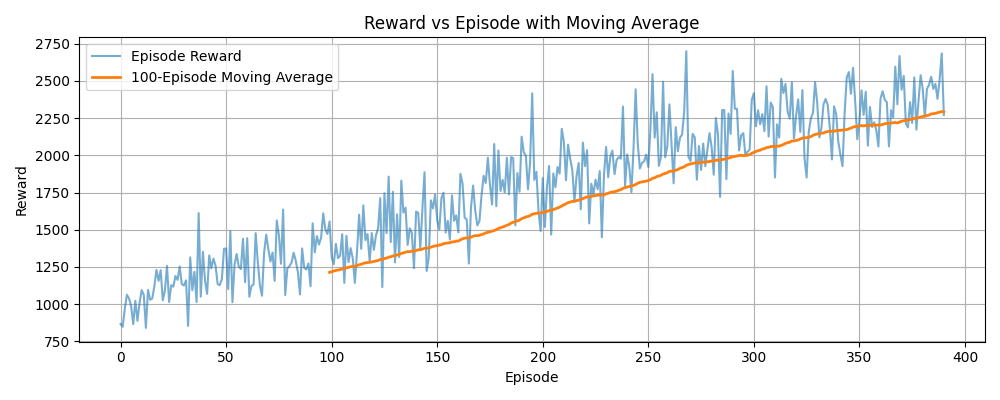 Reward vs Episode with Moving Average
Reward
2750
2500
2250
2000
1750
1500
1250
1000
750
Episode Reward
100-Episode Moving Average
0 50 100 150 200 250 300 350 400
Episode